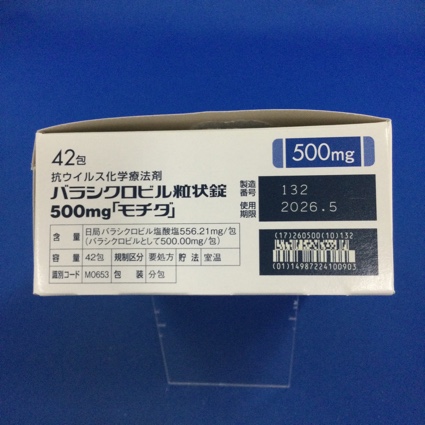 42包
抗ウイルス化学療法剤
バラシクロビル粒状錠
500mg「モチダ」
含 量 日局 バラシクロビル塩酸塩556.21mg/包
(バラシクロビルとして500.00mg/包)
容 量 42包 規制区分 要処方 貯 法 室温
識別コード MO653 包 装 分包
500mg
製造番号 132
使用期限 2026.5
(17)260500(10)132
(01)14987224100903